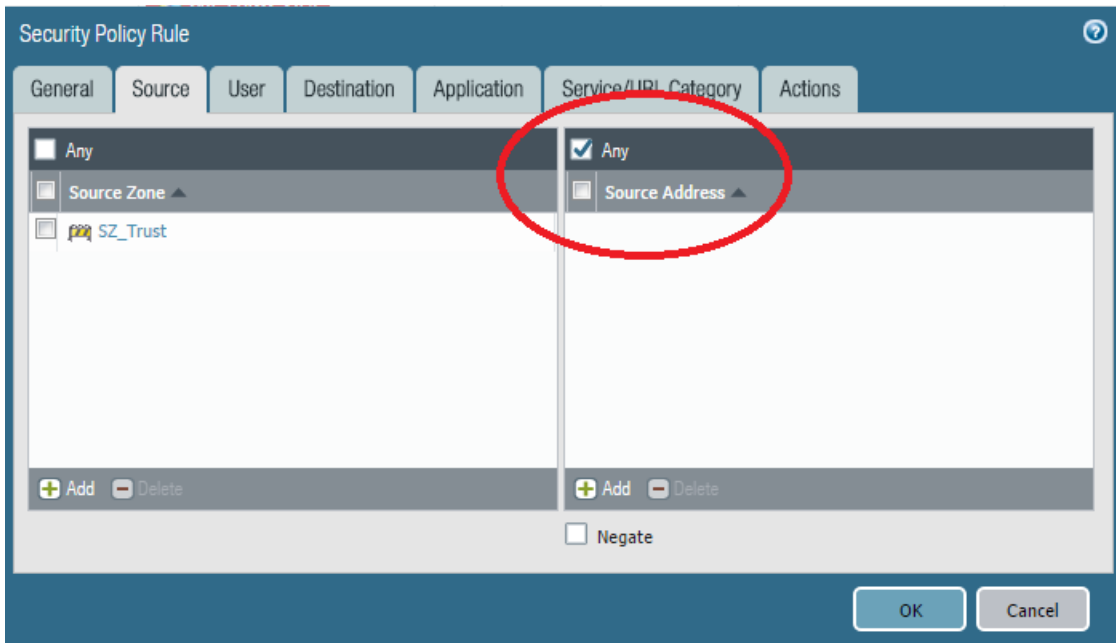 Security Policy Rule
General Source User Destination Application Service/URL Category Actions
Any
Source Zone
SZ_Trust
Add Delete
Any
Source Address
Add Delete
Negate
OK Cancel